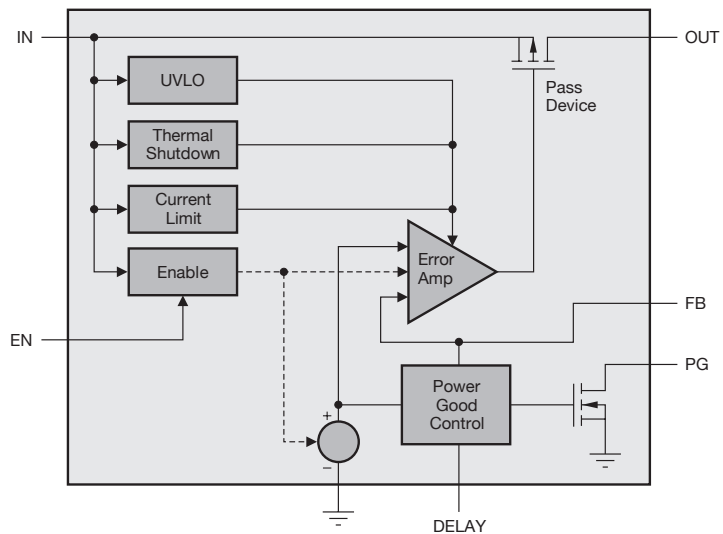 IN
OUT
UVLO
Pass
Device
Thermal
Shutdown
Current
Limit
Error
Amp
Enable
FB
EN
PG
Power
Good
Control
+
–
DELAY